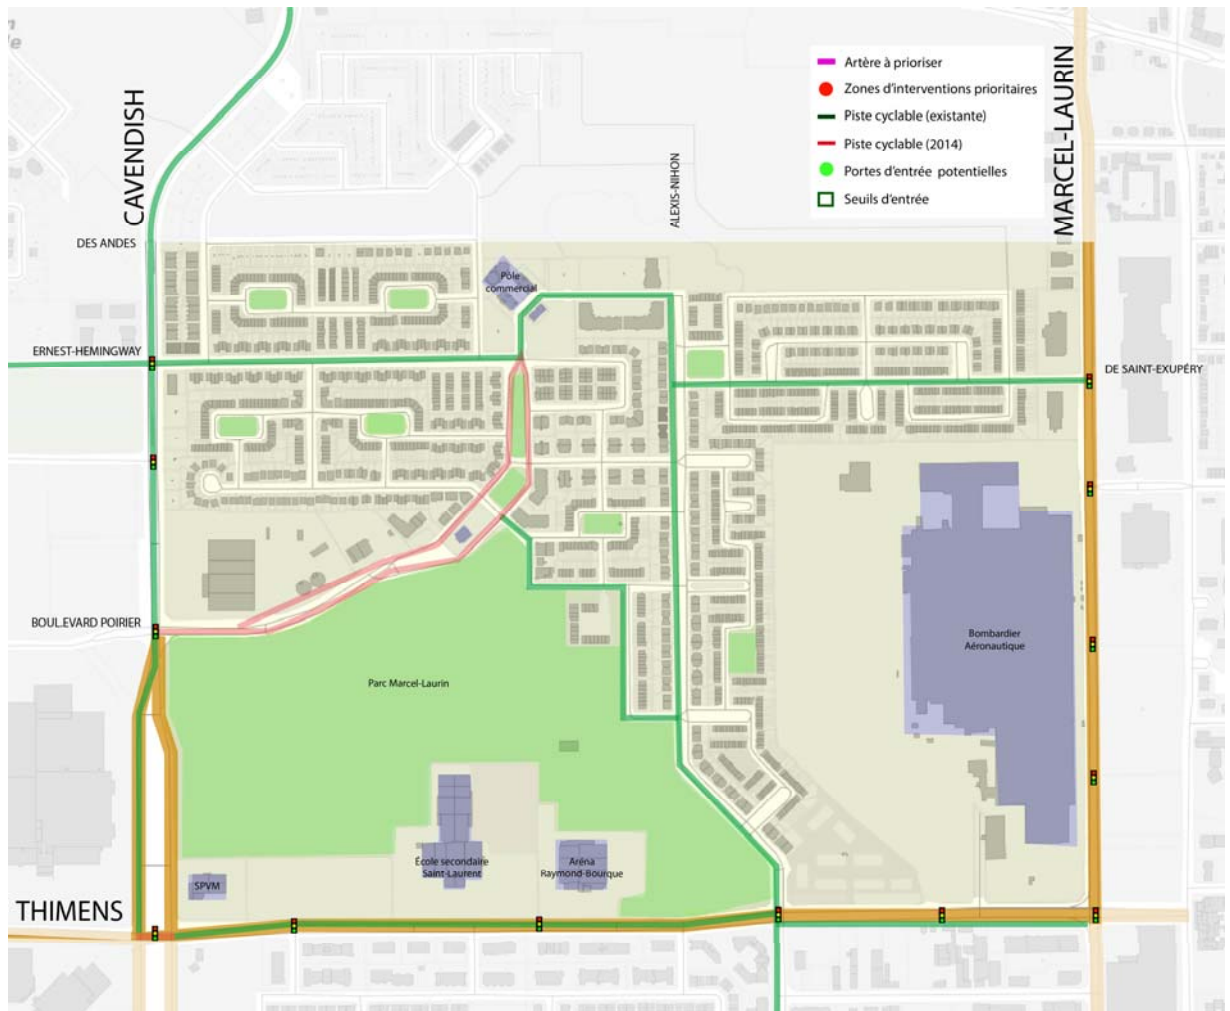 n
le
CAVENDISH
MARCEL-LAURIN
Artère à prioriser
Zones d'interventions prioritaires
Piste cyclable (existante)
Piste cyclable (2014)
Portes d'entrée potentielles
Seuils d'entrée
ALEXIS-NIHON
DES ANDES
Pôle
commercial
ERNEST-HEMINGWAY
DE SAINT-EXUPÉRY
BOULEVARD POIRIER
Bombardier
Aéronautique
Parc Marcel-Laurin
École secondaire
Saint-Laurent
Aréna
Raymond-Bourque
SPVM
THIMENS